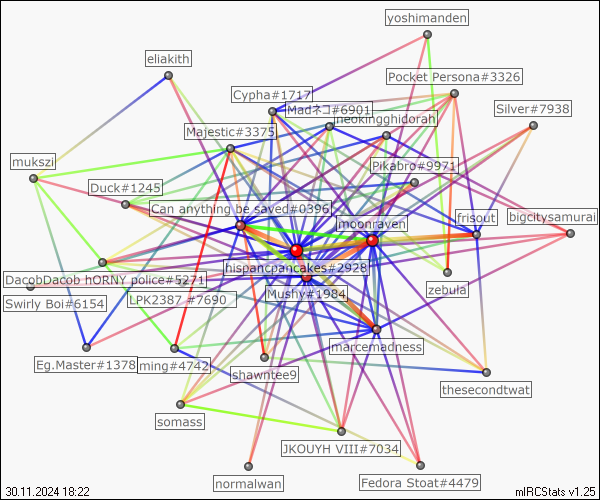 yoshimanden
eliakith
Pocket Persona#3326
Cypha#1717
Madネコ#6901
neokingghidorah
Silver#7938
Majestic#3375
mukszi
Pikabro#9971
Duck#1245
Can anything be saved#0396
moonraven
frisout
bigcitysamurai
hispancpancakes#2928
DacobDacob hORNY police#5271
zebula
Swirly Boi#6154
LPK2387 #7690
Mushy#1984
marcemadness
Eg.Master#1378
ming#4742
shawntee9
thesecondtwat
somass
JKOUYH VIII#7034
normalwan
Fedora Stoat#4479
30.11.2024 18:22
mIRCStats v1.25